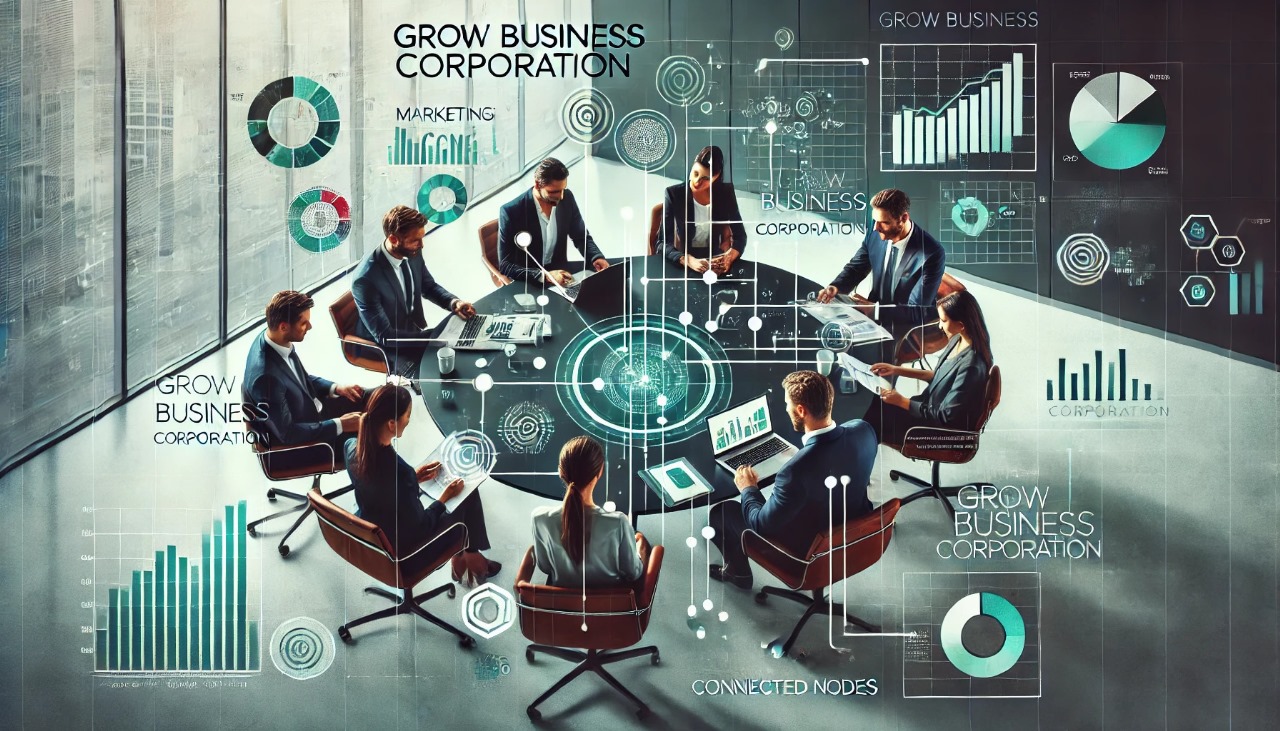 GROW BUSINESS
CORPORATION
MARKETING
GROW BUSINESS
GROW
BUSINESS
CORPORATION
GROW
BUSINESS
CORPORATION
CORPORATION
GROW
BUSINESS
CORPORATION
CONNECTED NODES